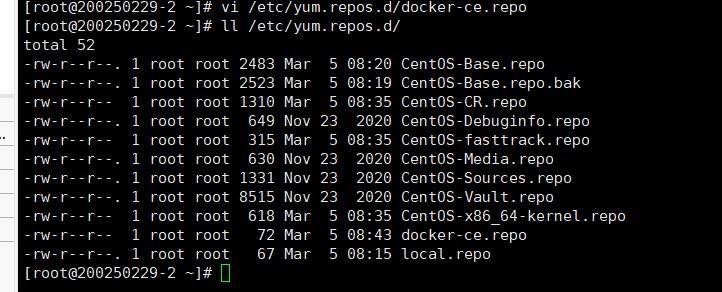 [root@200250229-2 ~]# vi /etc/yum.repos.d/docker-ce.repo
[root@200250229-2 ~]# ll /etc/yum.repos.d/
total 52
-rw-r--r--. 1 root root 2483 Mar  5 08:20 CentOS-Base.repo
-rw-r--r--. 1 root root 2523 Mar  5 08:19 CentOS-Base.repo.bak
-rw-r--r--  1 root root 1310 Mar  5 08:35 CentOS-CR.repo
-rw-r--r--. 1 root root  649 Nov 23  2020 CentOS-Debuginfo.repo
-rw-r--r--  1 root root  315 Mar  5 08:35 CentOS-fasttrack.repo
-rw-r--r--. 1 root root  630 Nov 23  2020 CentOS-Media.repo
-rw-r--r--. 1 root root 1331 Nov 23  2020 CentOS-Sources.repo
-rw-r--r--. 1 root root 8515 Nov 23  2020 CentOS-Vault.repo
-rw-r--r--  1 root root  618 Mar  5 08:35 CentOS-x86_64-kernel.repo
-rw-r--r--  1 root root   72 Mar  5 08:43 docker-ce.repo
-rw-r--r--  1 root root   67 Mar  5 08:15 local.repo
[root@200250229-2 ~]#